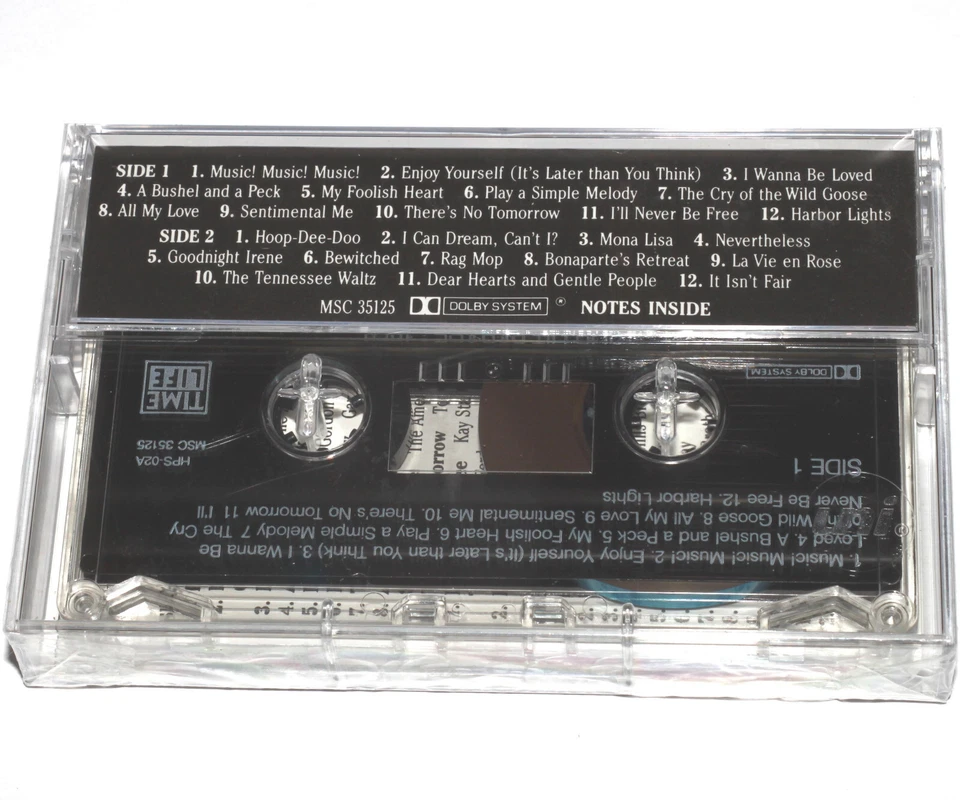 SIDE 1 1. Music! Music! Music! 2. Enjoy Yourself (It's Later than You Think) 3. I Wanna Be Loved
4. A Bushel and a Peck 5. My Foolish Heart 6. Play a Simple Melody 7. The Cry of the Wild Goose
8. All My Love 9. Sentimental Me 10. There's No Tomorrow 11. I'll Never Be Free 12. Harbor Lights
SIDE 2 1. Hoop-Dee-Doo 2. I Can Dream, Can't I? 3. Mona Lisa 4. Nevertheless
5. Goodnight Irene 6. Bewitched 7. Rag Mop 8. Bonaparte's Retreat 9. La Vie en Rose
10. The Tennessee Waltz 11. Dear Hearts and Gentle People 12. It Isn't Fair
MSC 35125 DOLBY SYSTEM ® NOTES INSIDE
1. Music! Music! Music! 2. Enjoy Yourself (It's Later than You Think) 3. I Wanna Be
Loved 4. A Bushel and a Peck 5. My Foolish Heart 6. Play a Simple Melody 7 The Cry
Wild Goose 8. All My Love 9. Sentimental Me 10. There's No Tomorrow 11 I'll
Never Be Free 12. Harbor Lights
SIDE 1
HPS-02A
MSC 35125
TIME
LIFE
DOLBY SYSTEM
The
orrow
Kay
Gordon